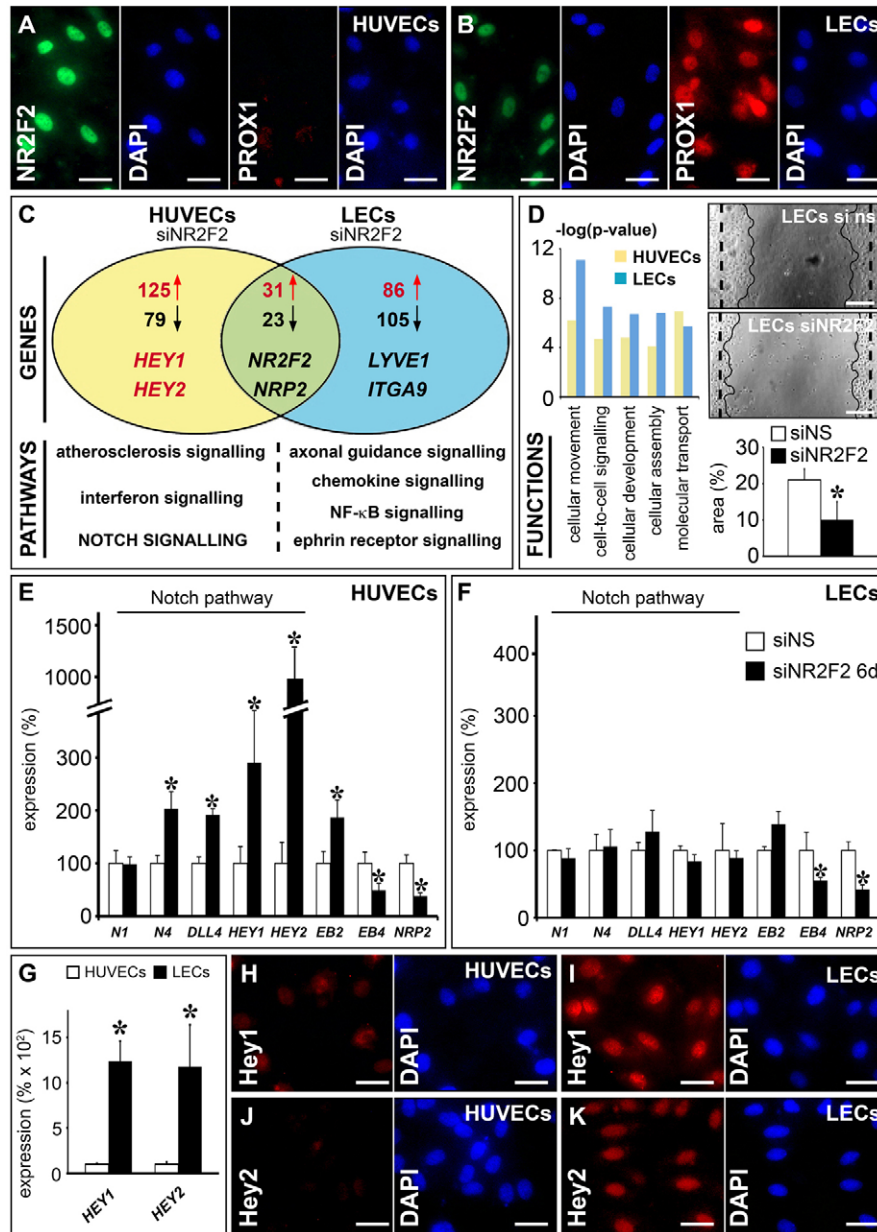 A
NR2F2
DAPI
PROX1
DAPI
HUVECs
B
NR2F2
DAPI
PROX1
DAPI
LECs
C
HUVECs
siNR2F2
LECs
siNR2F2
GENES
125↑ 31↑ 86↑
79↓ 23↓ 105↓
HEY1 NR2F2 LYVE1
HEY2 NRP2 ITGA9
PATHWAYS
atherosclerosis signalling
interferon signalling
NOTCH SIGNALLING
axonal guidance signalling
chemokine signalling
NF-κB signalling
ephrin receptor signalling
D
-log(p-value)
HUVECs
LECs
12
8
4
0
FUNCTIONS
cellular movement
cell-to-cell signalling
cellular development
cellular assembly
molecular transport
LECs si ns
LECs siNR2F2
siNS
siNR2F2
area (%)
30
20
10
0
*
E
Notch pathway
HUVECs
expression (%)
1500
1000
300
200
100
0
* * * * * * *
N1 N4 DLL4 HEY1 HEY2 EB2 EB4 NRP2
F
Notch pathway
LECs
siNS
siNR2F2 6d
expression (%)
400
300
200
100
0
* *
N1 N4 DLL4 HEY1 HEY2 EB2 EB4 NRP2
G
HUVECs LECs
expression (% x 10²)
15
10
5
0
* *
HEY1 HEY2
H
Hey1
DAPI
HUVECs
I
Hey1
DAPI
LECs
J
Hey2
DAPI
HUVECs
K
Hey2
DAPI
LECs